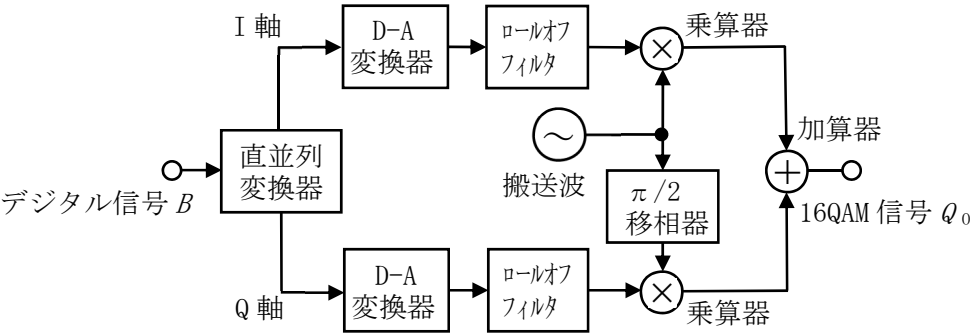 I 軸
D-A
変換器
ロールオフ
フィルタ
乗算器
直並列
変換器
デジタル信号 B
搬送波
π/2
移相器
加算器
16QAM 信号 Q₀
Q 軸
D-A
変換器
ロールオフ
フィルタ
乗算器